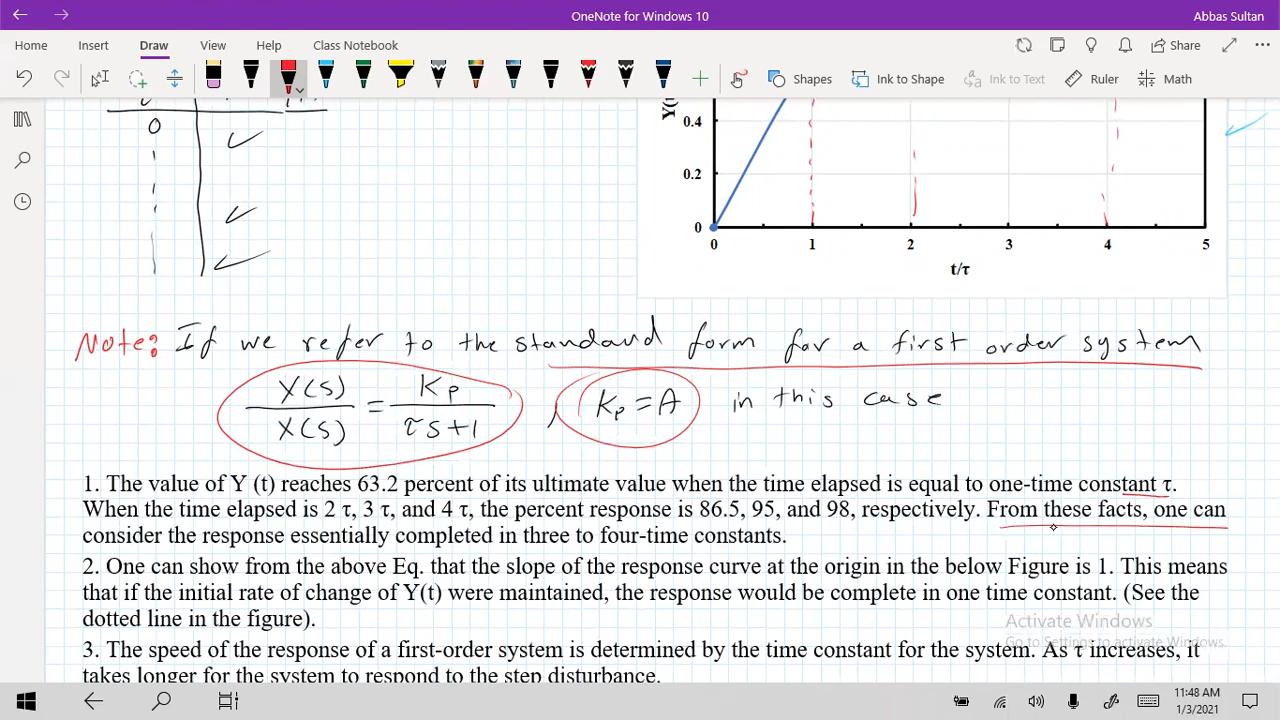 OneNote for Windows 10
Abbas Sultan
Home Insert Draw View Help Class Notebook Share
Shapes Ink to Shape Ink to Text Ruler Math
0
0.4
0.2
0
0 1 2 3 4 5
t/τ
Note: If we refer to the standard form for a first order system
Y(s) / X(s) = Kp / τs+1 , Kp = A in this case
1. The value of Y (t) reaches 63.2 percent of its ultimate value when the time elapsed is equal to one-time constant τ.
When the time elapsed is 2 τ, 3 τ, and 4 τ, the percent response is 86.5, 95, and 98, respectively. From these facts, one can
consider the response essentially completed in three to four-time constants.
2. One can show from the above Eq. that the slope of the response curve at the origin in the below Figure is 1. This means
that if the initial rate of change of Y(t) were maintained, the response would be complete in one time constant. (See the
dotted line in the figure).
Activate Windows
Go to Settings to activate Windows.
3. The speed of the response of a first-order system is determined by the time constant for the system. As τ increases, it
takes longer for the system to respond to the step disturbance.
11:48 AM
1/3/2021